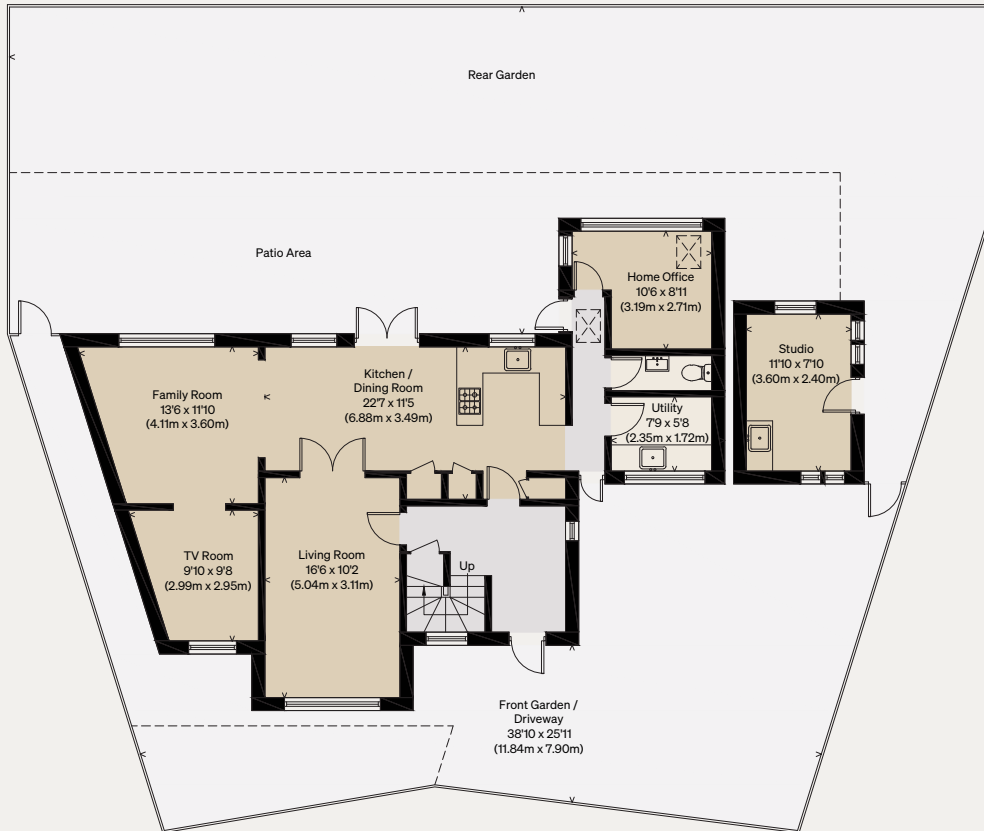 Rear Garden
Patio Area
Home Office
10'6 x 8'11
(3.19m x 2.71m)
Studio
11'10 x 7'10
(3.60m x 2.40m)
Kitchen /
Dining Room
22'7 x 11'5
(6.88m x 3.49m)
Family Room
13'6 x 11'10
(4.11m x 3.60m)
Utility
7'9 x 5'8
(2.35m x 1.72m)
TV Room
9'10 x 9'8
(2.99m x 2.95m)
Living Room
16'6 x 10'2
(5.04m x 3.11m)
Up
Front Garden /
Driveway
38'10 x 25'11
(11.84m x 7.90m)